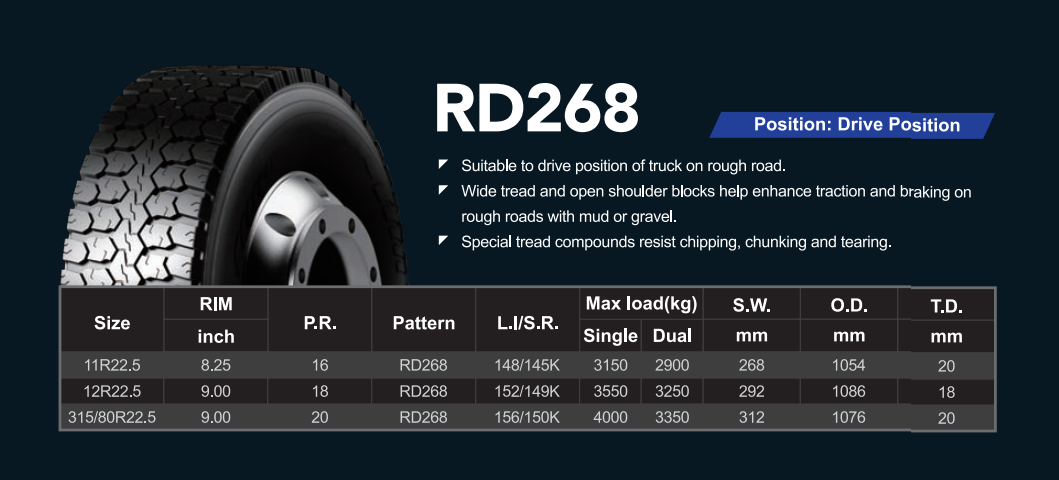 RD268
Position: Drive Position
Suitable to drive position of truck on rough road.
Wide tread and open shoulder blocks help enhance traction and braking on
rough roads with mud or gravel.
Special tread compounds resist chipping, chunking and tearing.
Size RIM inch P.R. Pattern L.I/S.R. Max load(kg) Single Dual S.W. mm O.D. mm T.D. mm
11R22.5 8.25 16 RD268 148/145K 3150 2900 268 1054 20
12R22.5 9.00 18 RD268 152/149K 3550 3250 292 1086 18
315/80R22.5 9.00 20 RD268 156/150K 4000 3350 312 1076 20